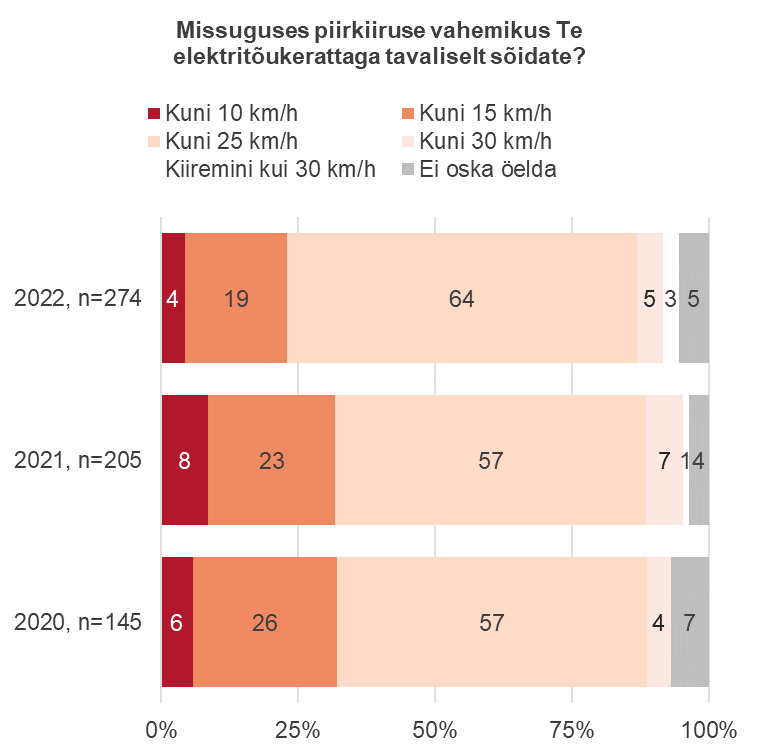 Missuguses piirkiiruse vahemikus Te
elektritõukerattaga tavaliselt sõidate?
Kuni 10 km/h Kuni 15 km/h
Kuni 25 km/h Kuni 30 km/h
Kiiremini kui 30 km/h Ei oska öelda
2022, n=274 4 19 64 5 3 5
2021, n=205 8 23 57 7 1 4
2020, n=145 6 26 57 4 7
0% 25% 50% 75% 100%